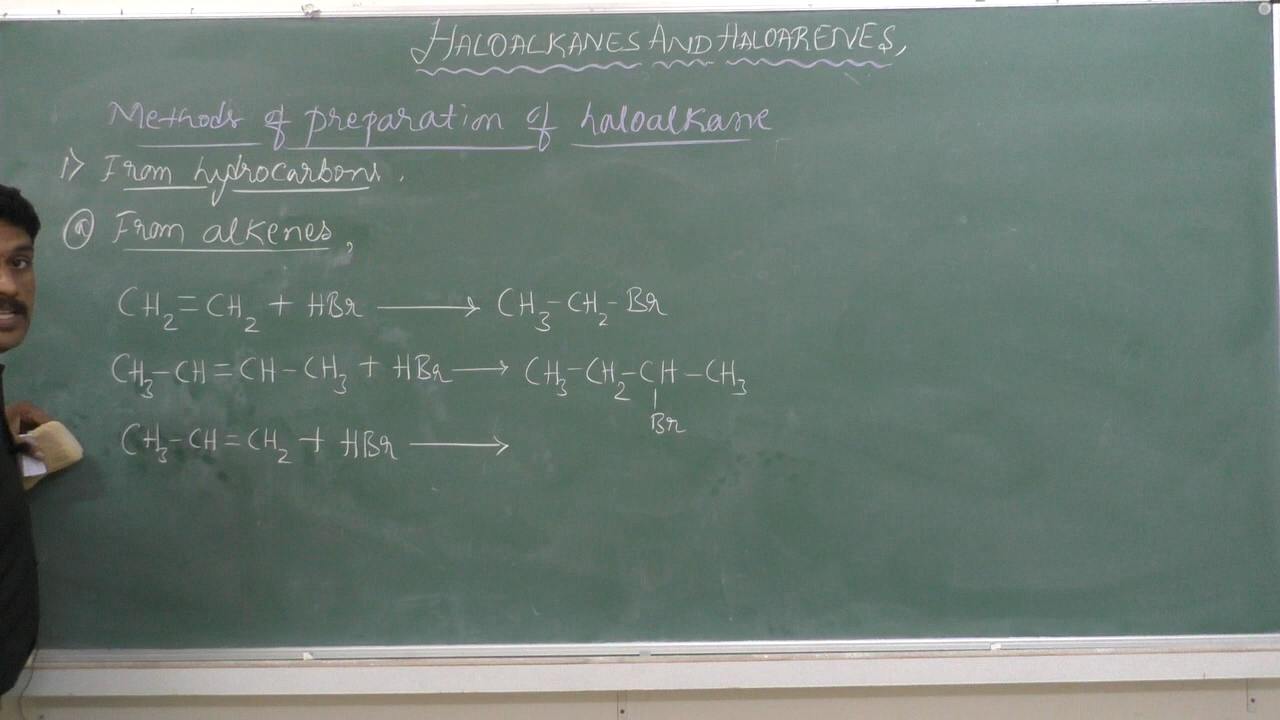 HALOALKANES AND HALOARENES,
Methods of preparation of haloalkane
1) From hydrocarbons.
(a) From alkenes,
CH₂=CH₂ + HBr ⟶ CH₃-CH₂-Br
CH₃-CH=CH-CH₃ + HBr ⟶ CH₃-CH₂-CH-CH₃
|
Br
CH₃-CH=CH₂ + HBr ⟶